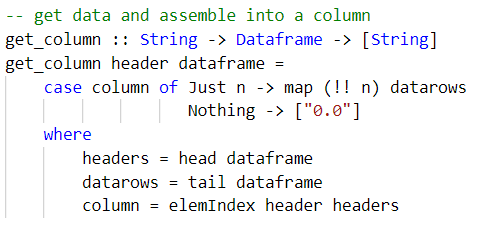 -- get data and assemble into a column
get_column :: String -> Dataframe -> [String]
get_column header dataframe =
    case column of Just n -> map (!! n) datarows
                   Nothing -> ["0.0"]
    where
        headers = head dataframe
        datarows = tail dataframe
        column = elemIndex header headers